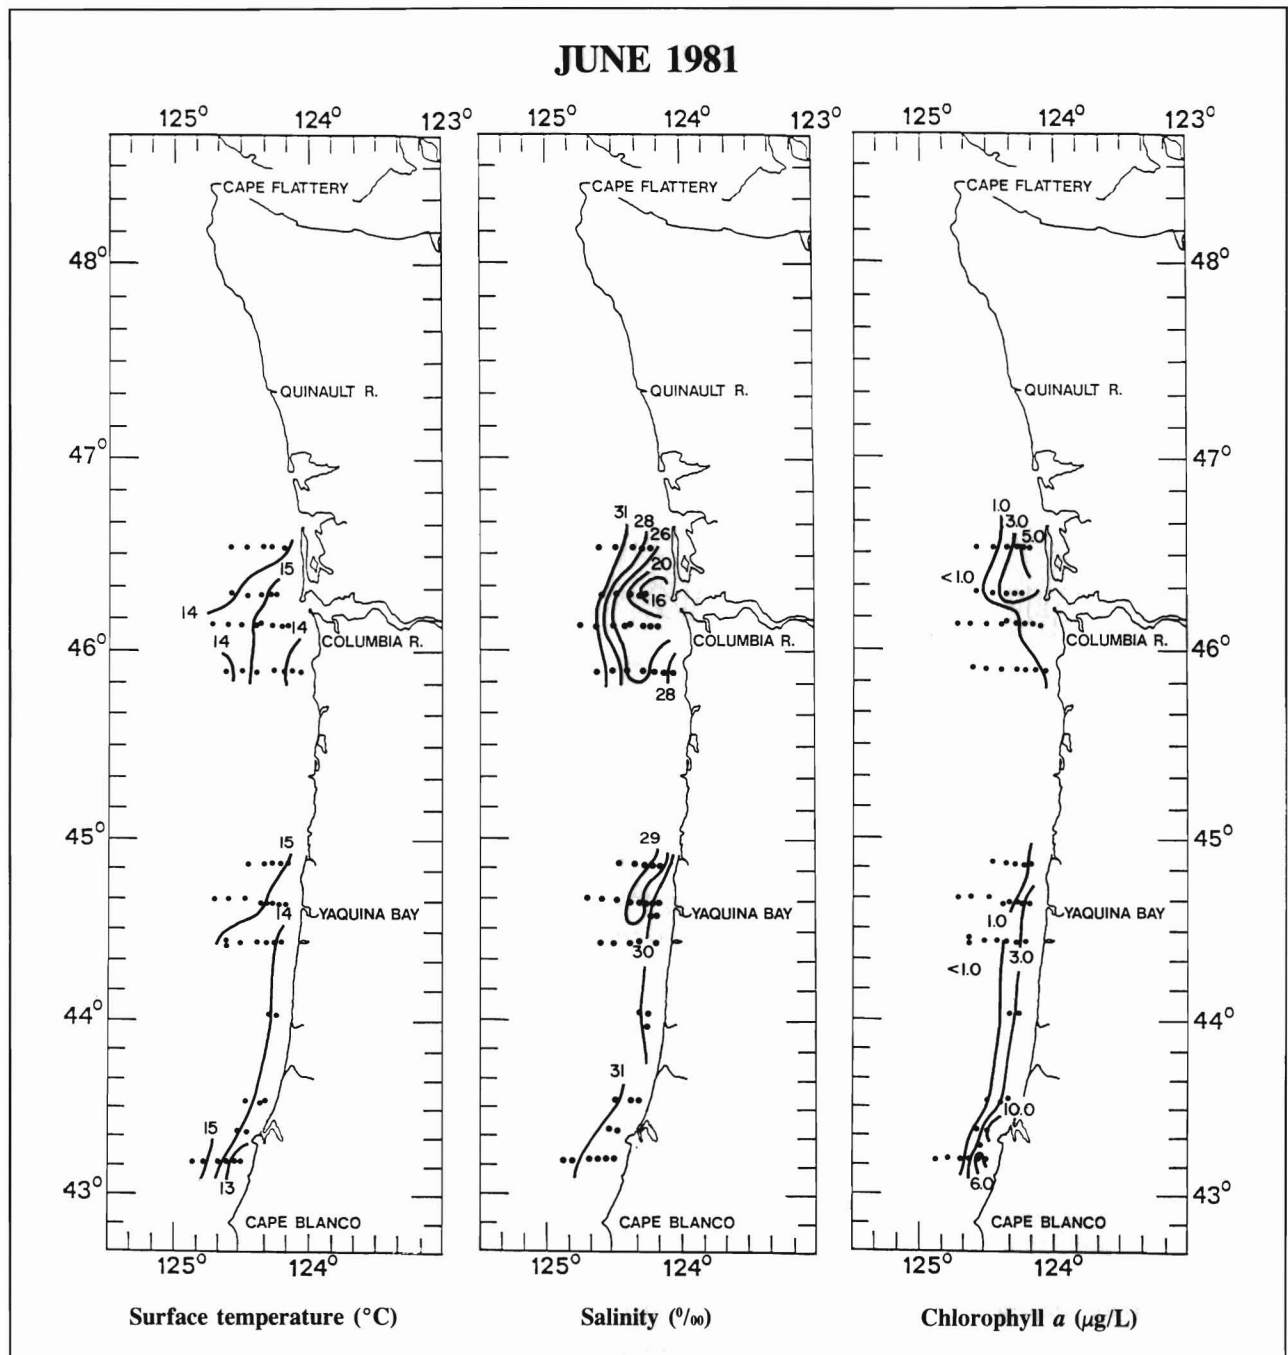 JUNE 1981
125° 124° 123° 125° 124° 123° 125° 124° 123°
CAPE FLATTERY CAPE FLATTERY CAPE FLATTERY
48° 48°
QUINAULT R. QUINAULT R. QUINAULT R.
47° 47°
31 28 26 20 16
1.0 3.0 5.0
15
<1.0
14
14 14
COLUMBIA R. COLUMBIA R. COLUMBIA R.
46° 46°
28
45° 45°
15 29
14 YAQUINA BAY YAQUINA BAY 1.0 YAQUINA BAY
30 <1.0 3.0
44° 44°
31
10.0
15
13 6.0
43° 43°
CAPE BLANCO CAPE BLANCO CAPE BLANCO
125° 124° 125° 124° 125° 124°
Surface temperature (°C) Salinity (⁰/₀₀) Chlorophyll a (μg/L)